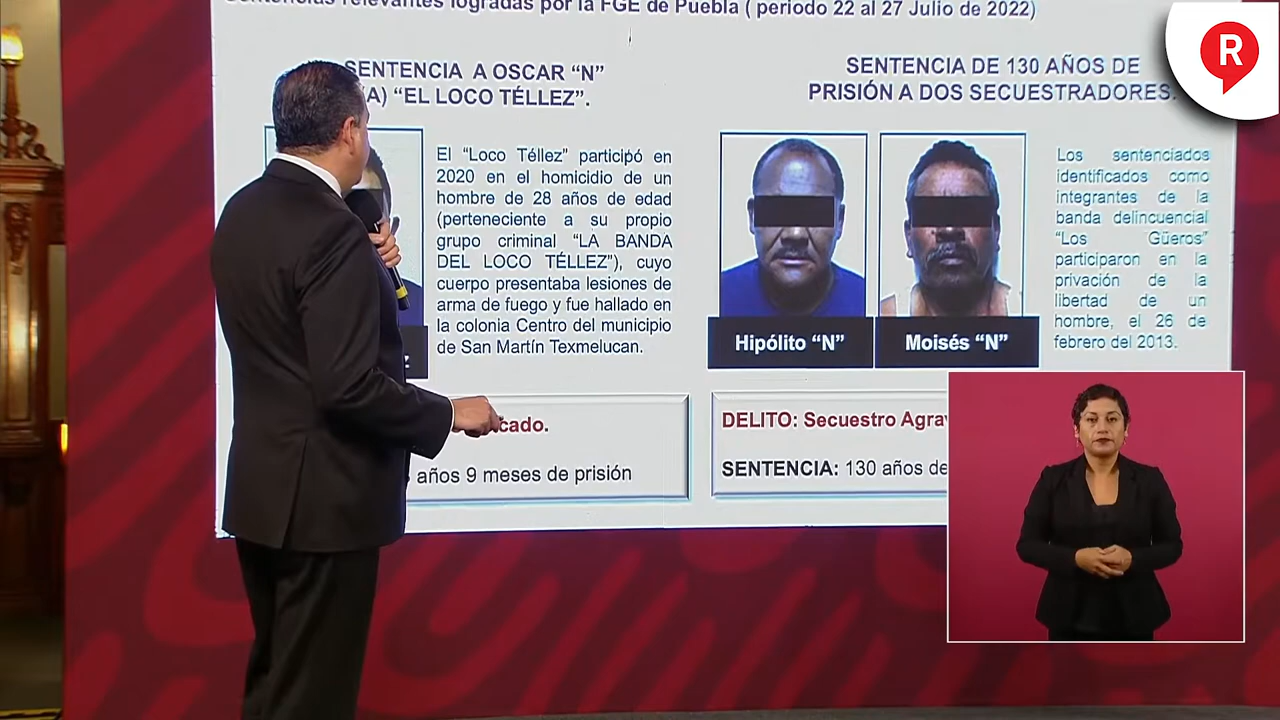 Sentencias relevantes logradas por la FGE de Puebla ( periodo 22 al 27 Julio de 2022)
R
SENTENCIA A OSCAR “N”
A) “EL LOCO TÉLLEZ”.
El “Loco Téllez” participó en
2020 en el homicidio de un
hombre de 28 años de edad
(perteneciente a su propio
grupo criminal “LA BANDA
DEL LOCO TÉLLEZ”), cuyo
cuerpo presentaba lesiones de
arma de fuego y fue hallado en
la colonia Centro del municipio
de San Martín Texmelucan.
cado.
años 9 meses de prisión
SENTENCIA DE 130 AÑOS DE
PRISIÓN A DOS SECUESTRADORES.
Hipólito “N”
Moisés “N”
Los sentenciados
identificados como
integrantes de la
banda delincuencial
“Los Güeros”
participaron en la
privación de la
libertad de un
hombre, el 26 de
febrero del 2013.
DELITO: Secuestro Agrav
SENTENCIA: 130 años de